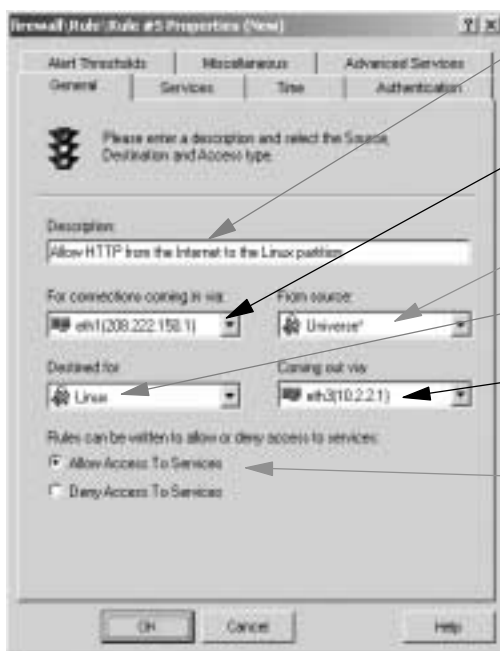 firewall\Rule\Rule #5 Properties (New)
Alert Thresholds Miscellaneous Advanced Services
General Services Time Authentication
Please enter a description and select the Source,
Destination and Access type.
Description:
Allow HTTP from the Internet to the Linux partition
For connections coming in via: From source:
eth1(208.222.150.1) Universe*
Destined for: Coming out via:
Linux eth3(10.2.2.1)
Rules can be written to allow or deny access to services:
Allow Access To Services
Deny Access To Services
OK Cancel Help